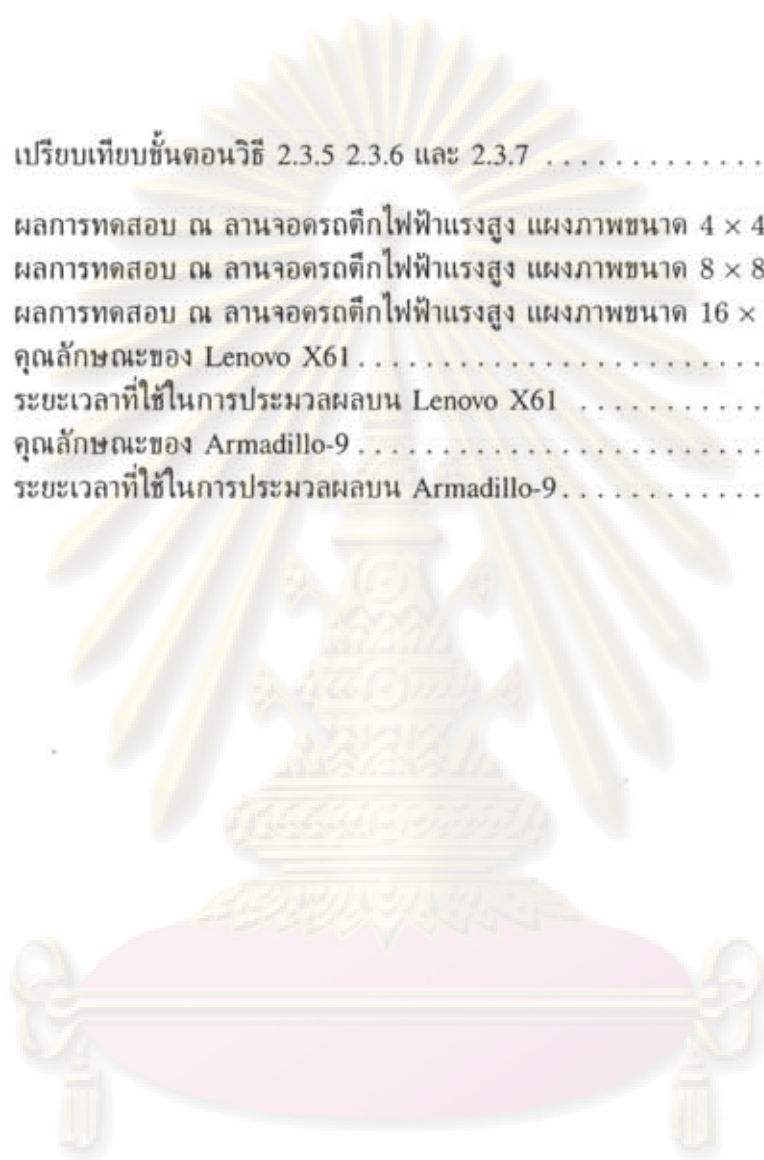 เปรียบเทียบขั้นตอนวิธี 2.3.5 2.3.6 และ 2.3.7 . . . . . . . . . . . . .
ผลการทดสอบ ณ ลานจอดรถตึกไฟฟ้าแรงสูง แผงภาพขนาด 4 × 4
ผลการทดสอบ ณ ลานจอดรถตึกไฟฟ้าแรงสูง แผงภาพขนาด 8 × 8
ผลการทดสอบ ณ ลานจอดรถตึกไฟฟ้าแรงสูง แผงภาพขนาด 16 ×
คุณลักษณะของ Lenovo X61 . . . . . . . . . . . . . . . . . . . . . . . .
ระยะเวลาที่ใช้ในการประมวลผลบน Lenovo X61 . . . . . . . . . . .
คุณลักษณะของ Armadillo-9 . . . . . . . . . . . . . . . . . . . . . . . .
ระยะเวลาที่ใช้ในการประมวลผลบน Armadillo-9 . . . . . . . . . . . .